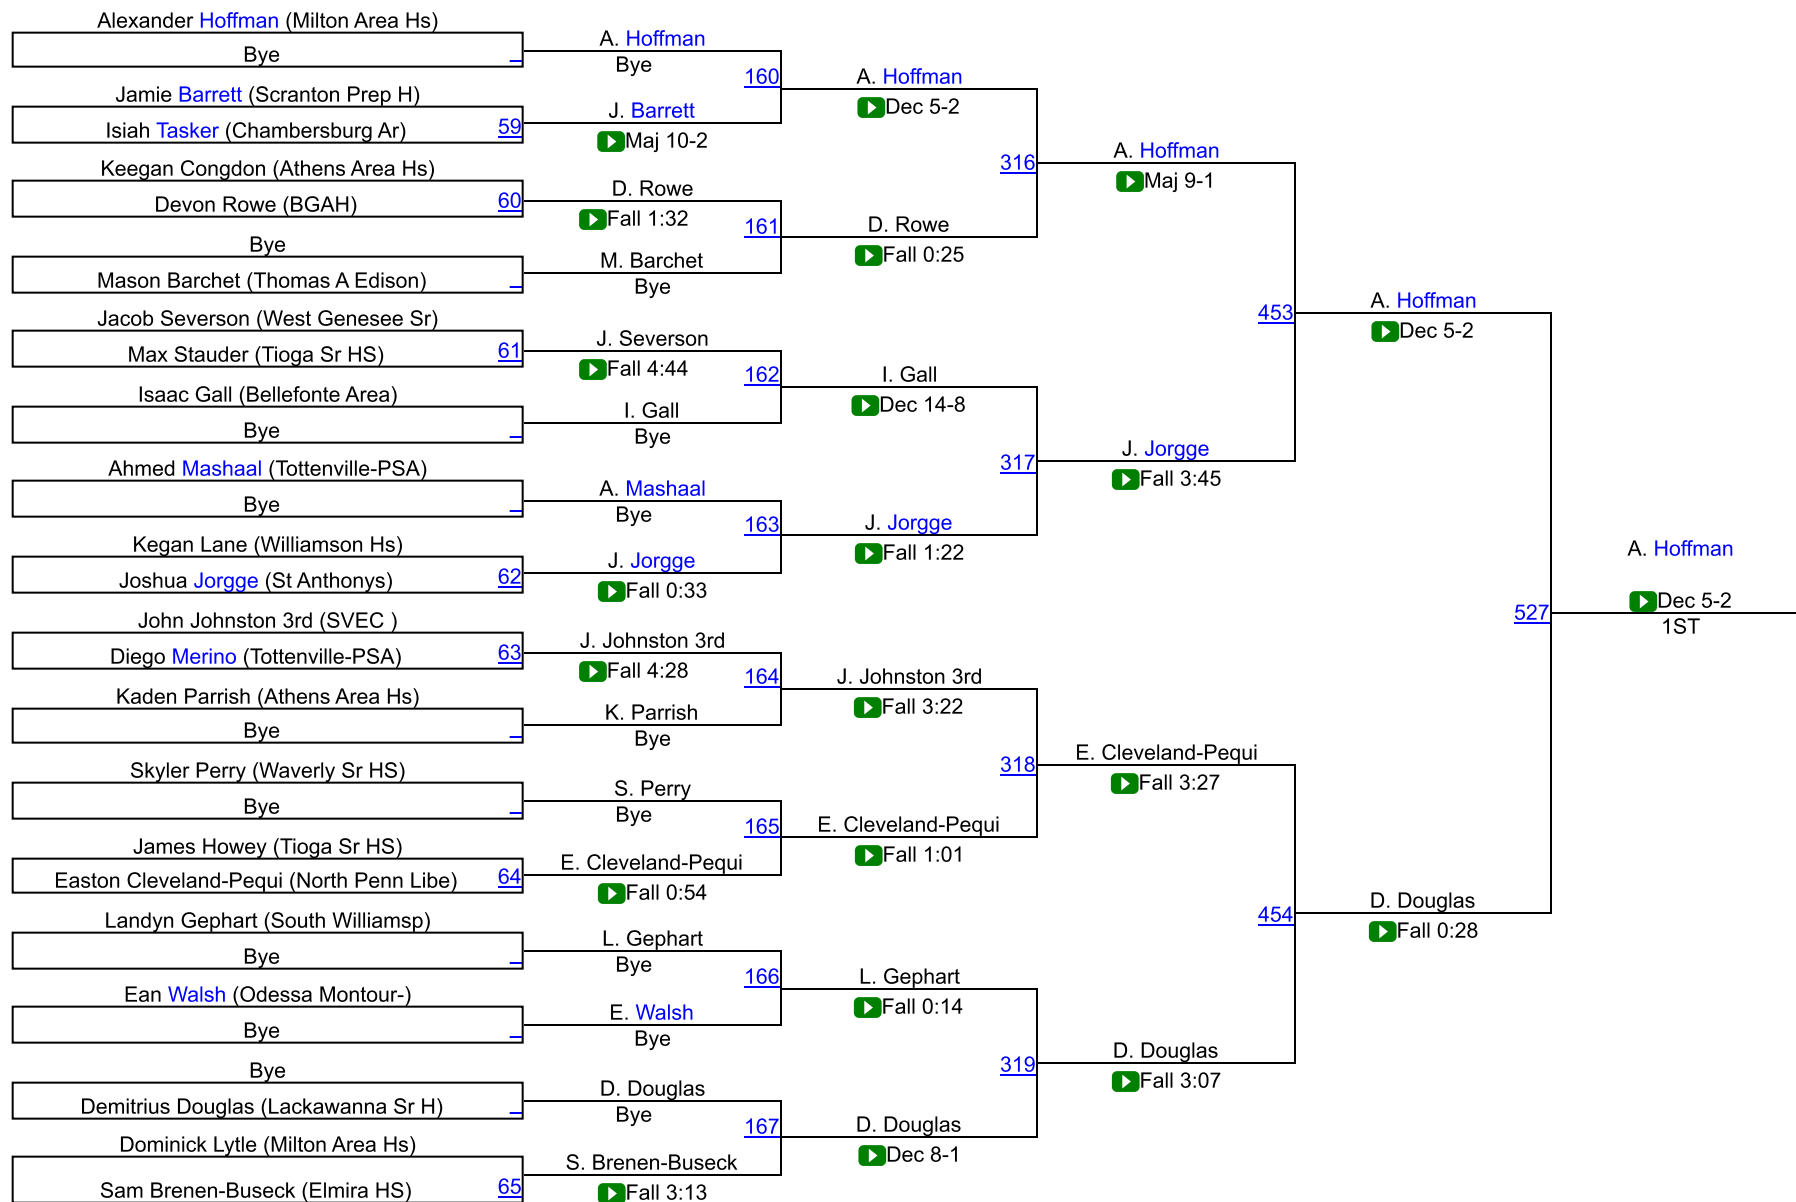 Alexander Hoffman (Milton Area Hs)
Bye
Jamie Barrett (Scranton Prep H)
Isiah Tasker (Chambersburg Ar) 59
Keegan Congdon (Athens Area Hs)
Devon Rowe (BGAH) 60
Bye
Mason Barchet (Thomas A Edison)
Jacob Severson (West Genesee Sr)
Max Stauder (Tioga Sr HS) 61
Isaac Gall (Bellefonte Area)
Bye
Ahmed Mashaal (Tottenville-PSA)
Bye
Kegan Lane (Williamson Hs)
Joshua Jorgge (St Anthonys) 62
John Johnston 3rd (SVEC )
Diego Merino (Tottenville-PSA) 63
Kaden Parrish (Athens Area Hs)
Bye
Skyler Perry (Waverly Sr HS)
Bye
James Howey (Tioga Sr HS)
Easton Cleveland-Pequi (North Penn Libe) 64
Landyn Gephart (South Williamsp)
Bye
Ean Walsh (Odessa Montour-)
Bye
Bye
Demitrius Douglas (Lackawanna Sr H)
Dominick Lytle (Milton Area Hs)
Sam Brenen-Buseck (Elmira HS) 65
A. Hoffman
Bye
160
J. Barrett
Maj 10-2
D. Rowe
Fall 1:32
161
M. Barchet
Bye
J. Severson
Fall 4:44
162
I. Gall
Bye
A. Mashaal
Bye
163
J. Jorgge
Fall 0:33
J. Johnston 3rd
Fall 4:28
164
K. Parrish
Bye
S. Perry
Bye
165
E. Cleveland-Pequi
Fall 0:54
L. Gephart
Bye
166
E. Walsh
Bye
D. Douglas
Bye
167
S. Brenen-Buseck
Fall 3:13
A. Hoffman
Dec 5-2
316
D. Rowe
Fall 0:25
I. Gall
Dec 14-8
317
J. Jorgge
Fall 1:22
J. Johnston 3rd
Fall 3:22
318
E. Cleveland-Pequi
Fall 1:01
L. Gephart
Fall 0:14
319
D. Douglas
Dec 8-1
A. Hoffman
Maj 9-1
453
J. Jorgge
Fall 3:45
E. Cleveland-Pequi
Fall 3:27
454
D. Douglas
Fall 3:07
A. Hoffman
Dec 5-2
527
D. Douglas
Fall 0:28
A. Hoffman
Dec 5-2
1ST